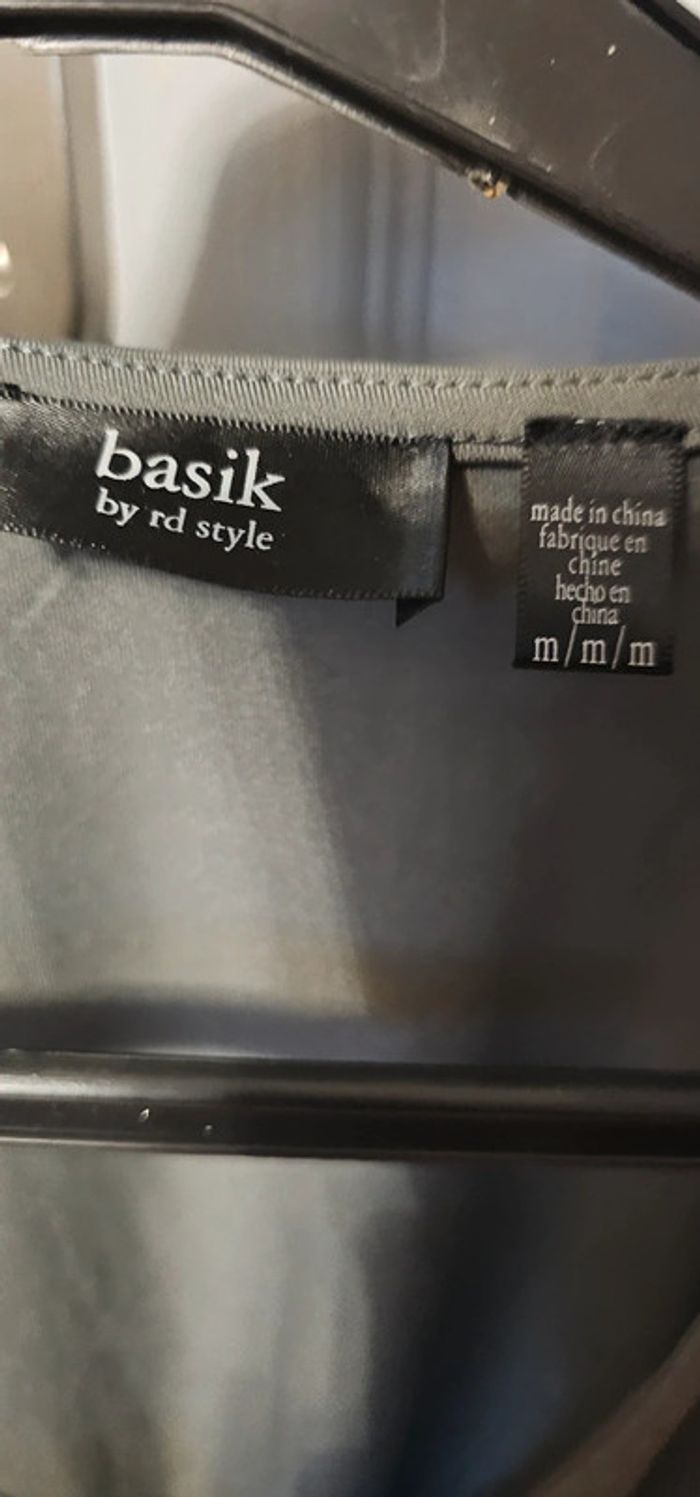 basik
by rd style
made in china
fabrique en
chine
hecho en
china
m/m/m